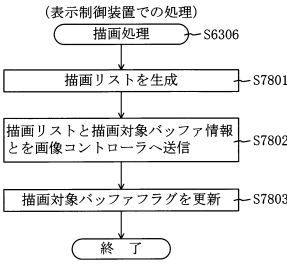 (表示制御装置での処理)
描画処理
S6306
描画リストを生成
S7801
描画リストと描画対象バッファ情報
とを画像コントローラへ送信
S7802
描画対象バッファフラグを更新
S7803
終 了